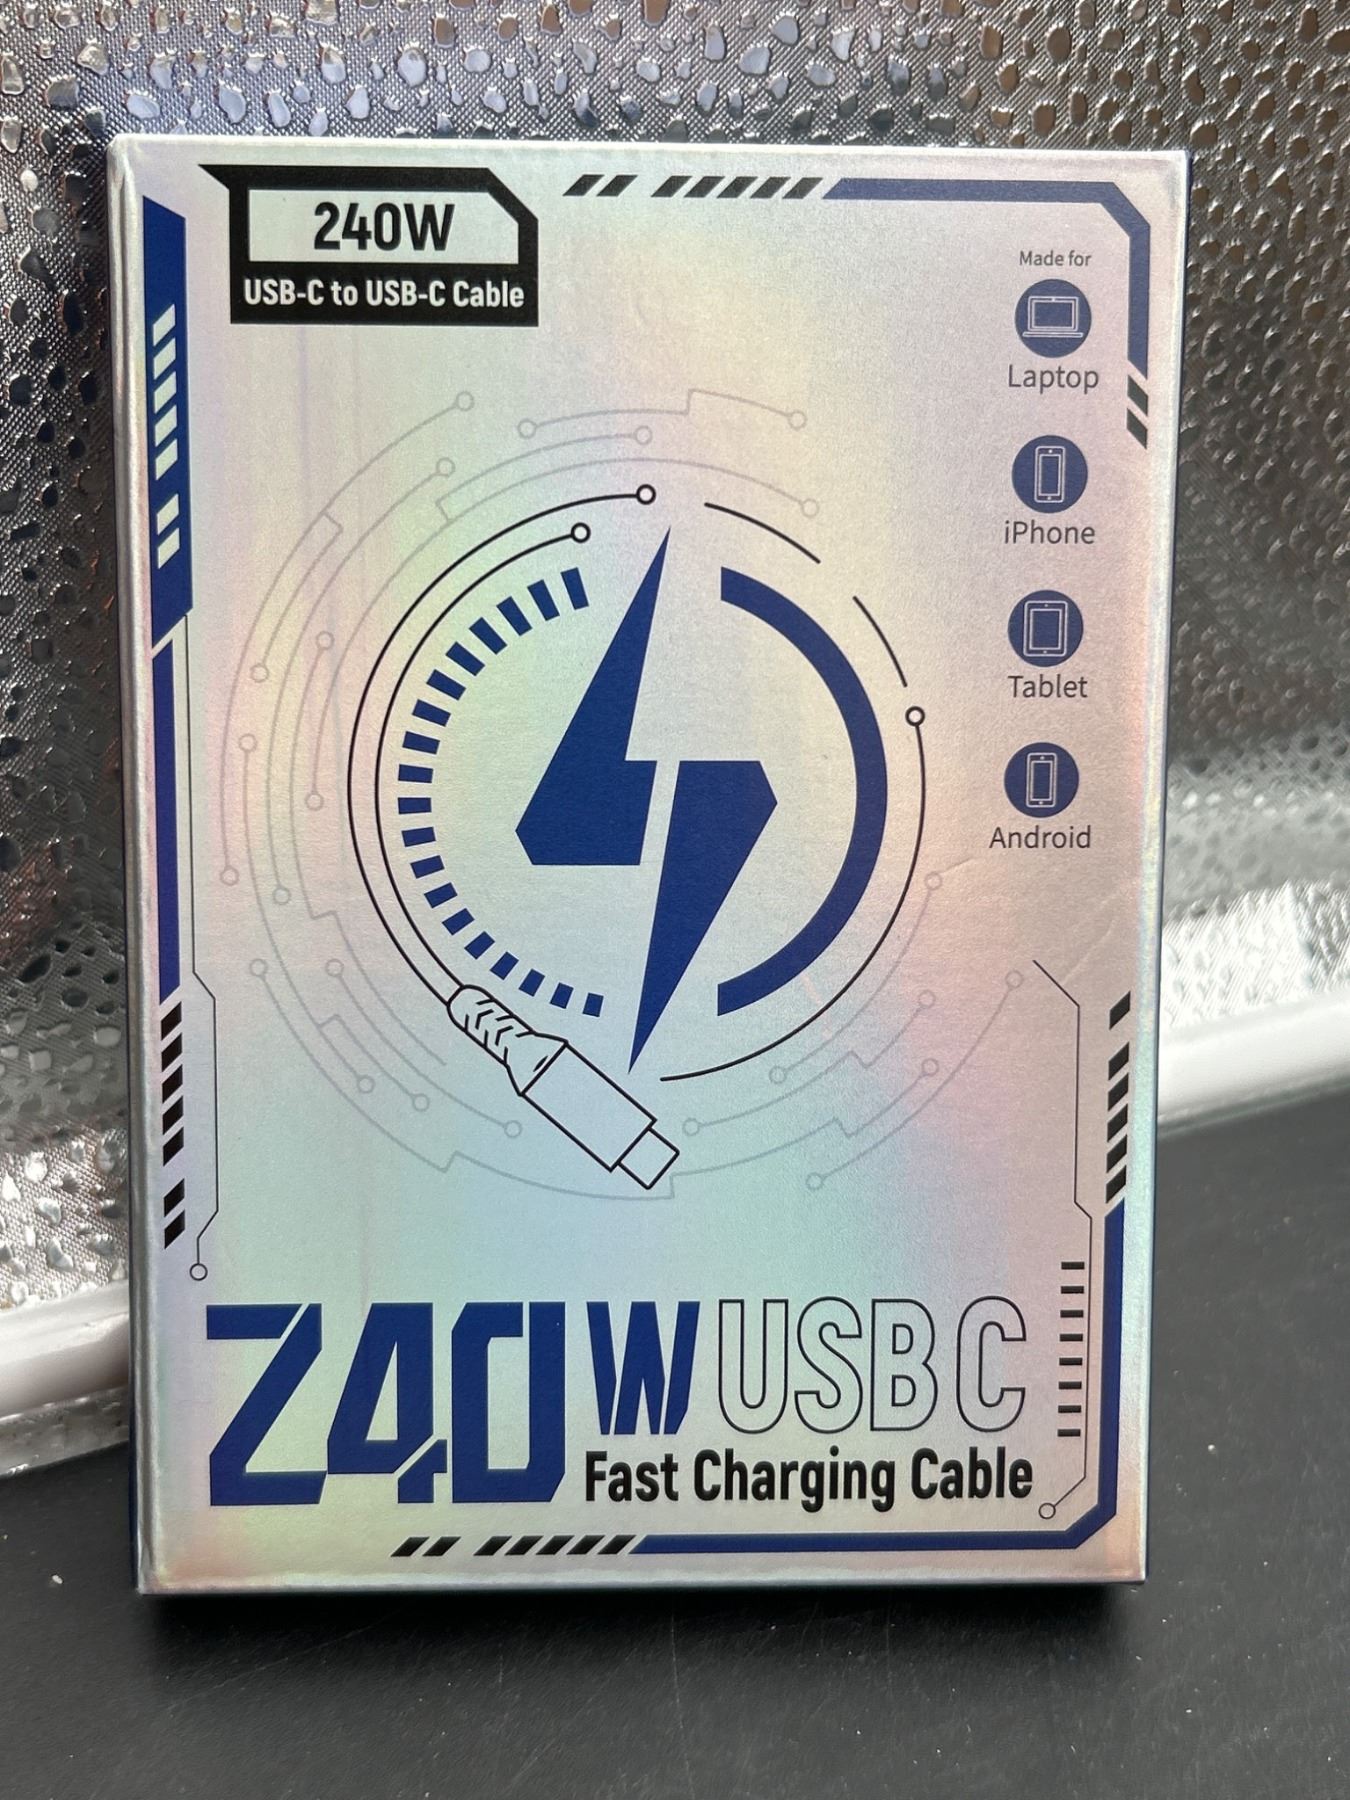 240W
USB-C to USB-C Cable
Made for
Laptop
iPhone
Tablet
Android
240W USB C
Fast Charging Cable